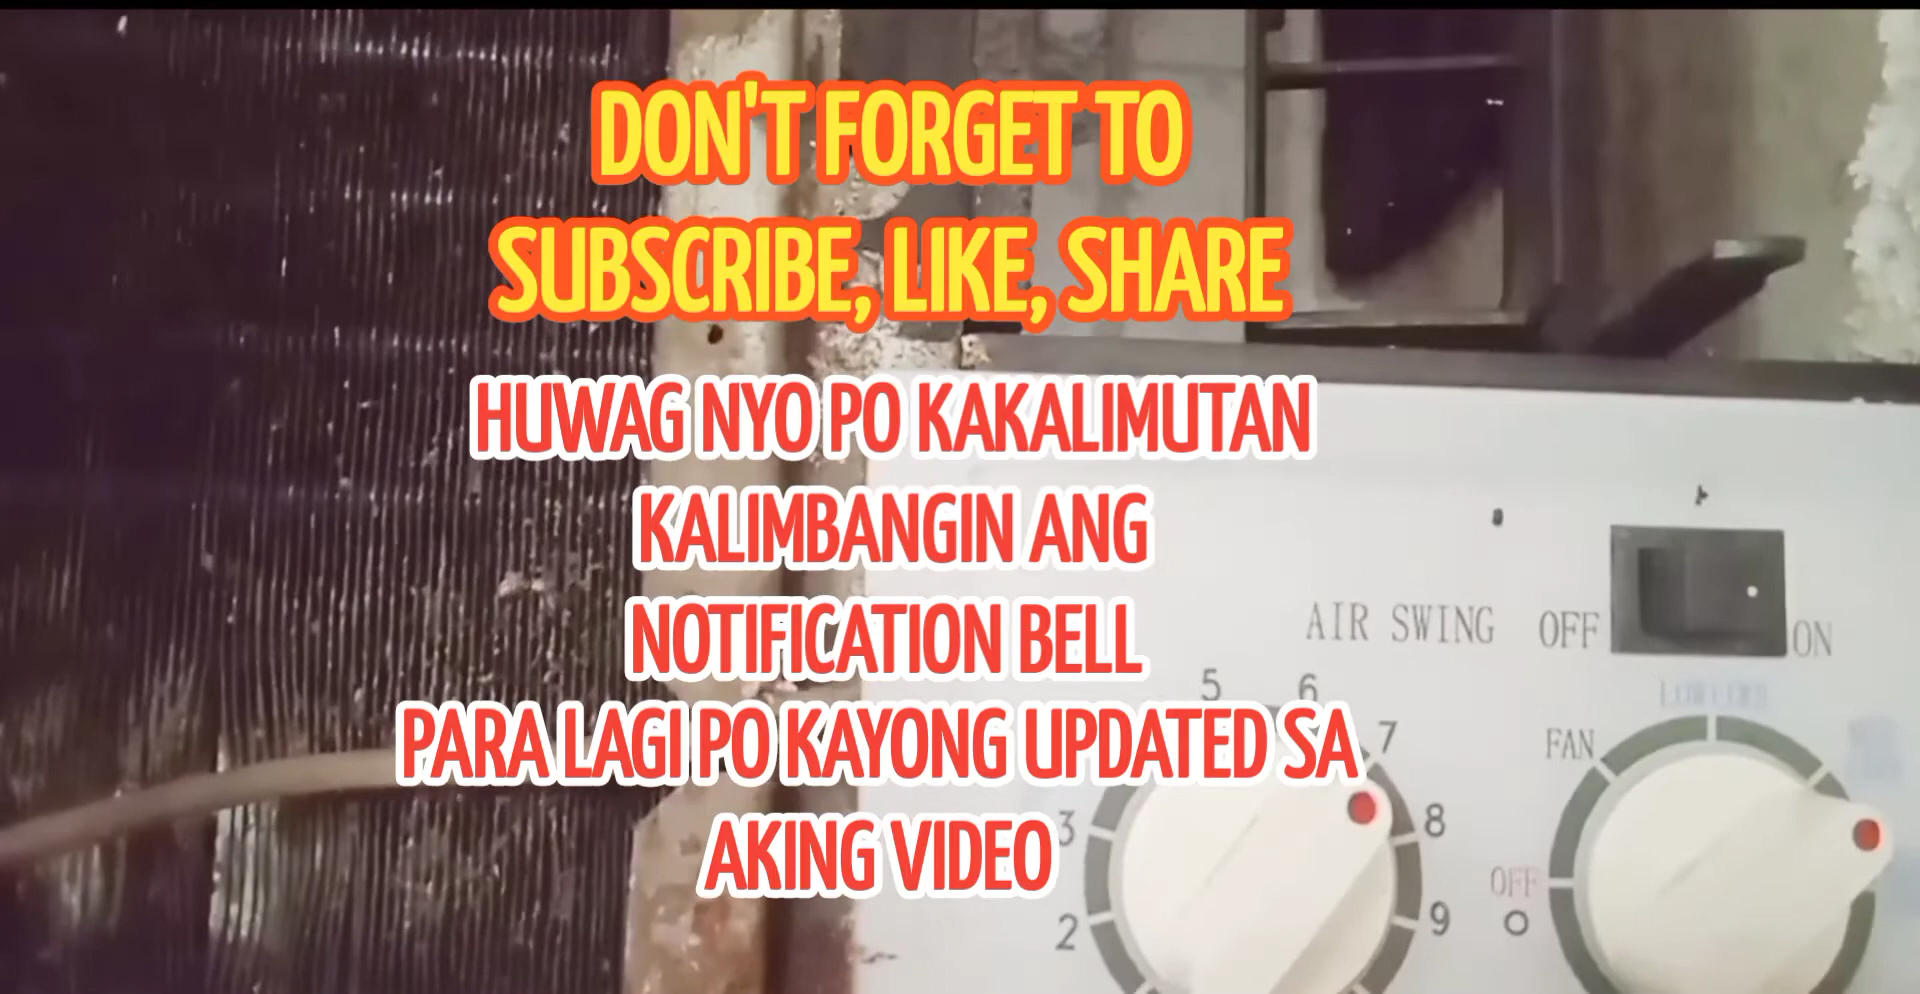 DON'T FORGET TO
SUBSCRIBE, LIKE, SHARE
HUWAG NYO PO KAKALIMUTAN
KALIMBANGIN ANG
NOTIFICATION BELL
PARA LAGI PO KAYONG UPDATED SA
AKING VIDEO
AIR SWING OFF ON
5 6
7
3 8
2 9
FAN
OFF